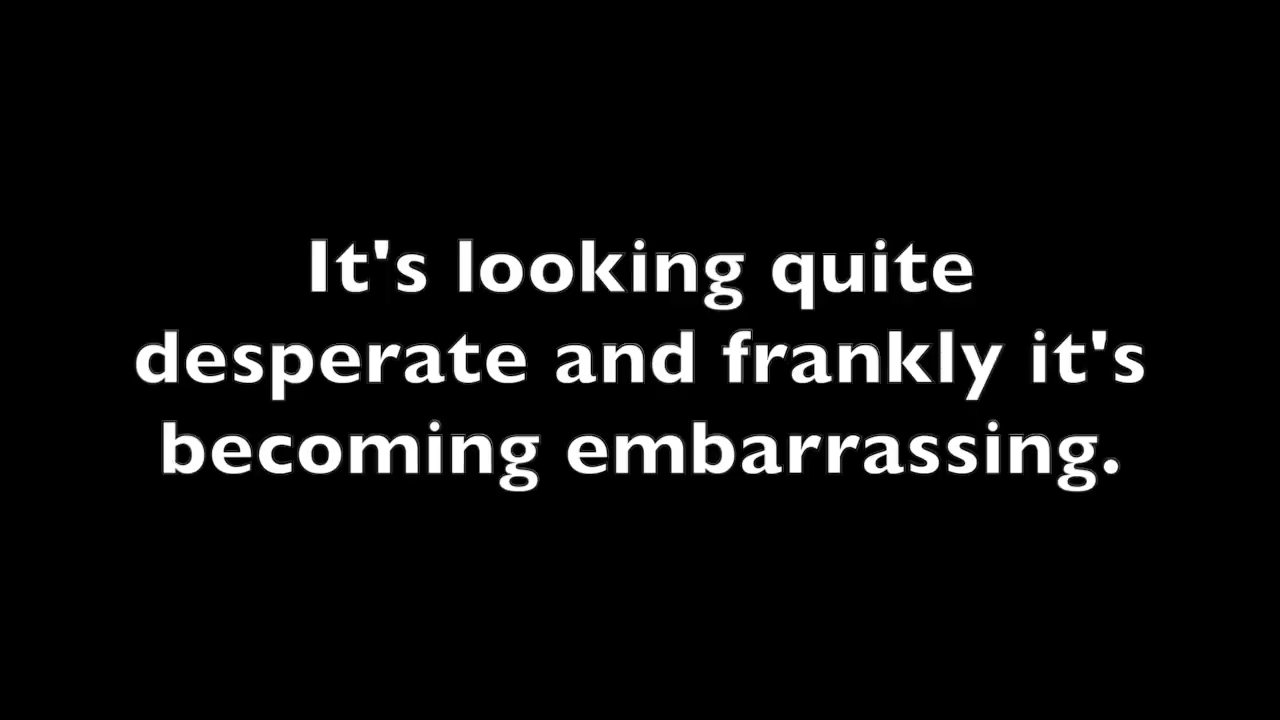 It's looking quite
desperate and frankly it's
becoming embarrassing.